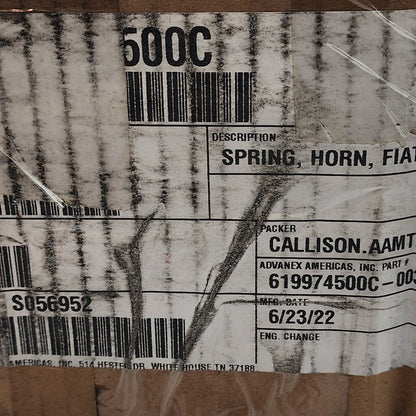 500C
DESCRIPTION
SPRING, HORN, FIAT
PACKER
CALLISON.AAMT
ADVANEX AMERICAS, INC. PART #
619974500C-003
S056952
MFG. DATE
6/23/22
ENG. CHANGE
AMERICAS, INC. 514 HESTER DR. WHITE HOUSE TN 37188